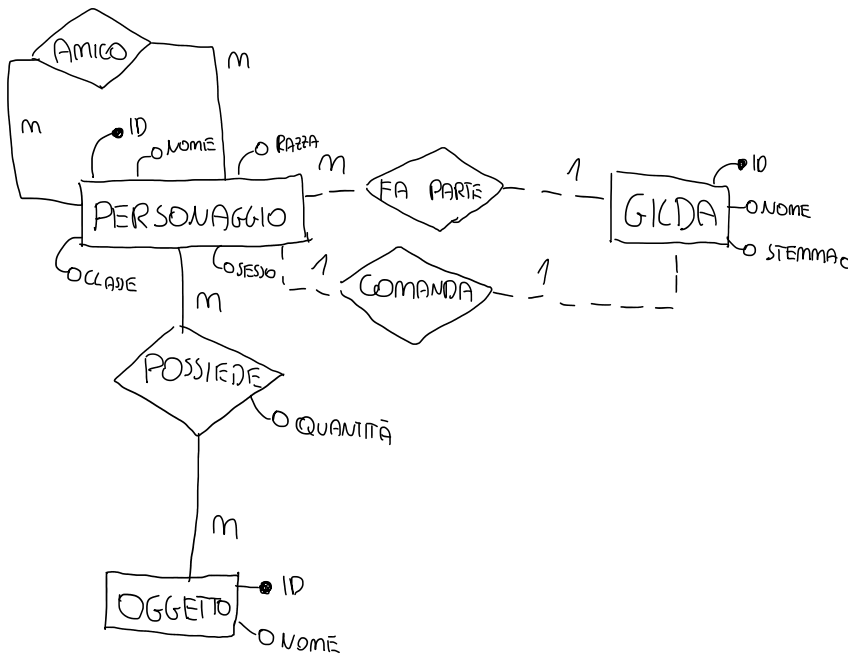 AMICO
m
m
ID
NOME
RAZZA
PERSONAGGIO
CLASSE
SESSO
m
FA PARTE
1
ID
GILDA
NOME
STEMMA
1
COMANDA
1
m
POSSIEDE
QUANTITÀ
m
OGGETTO
ID
NOME